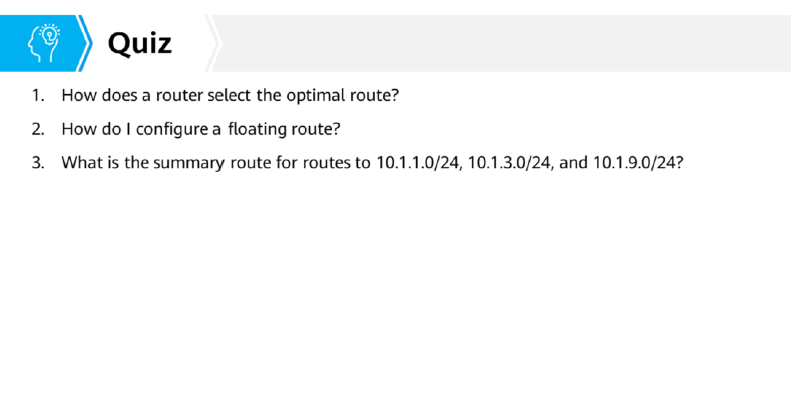 Quiz
1. How does a router select the optimal route?
2. How do I configure a floating route?
3. What is the summary route for routes to 10.1.1.0/24, 10.1.3.0/24, and 10.1.9.0/24?